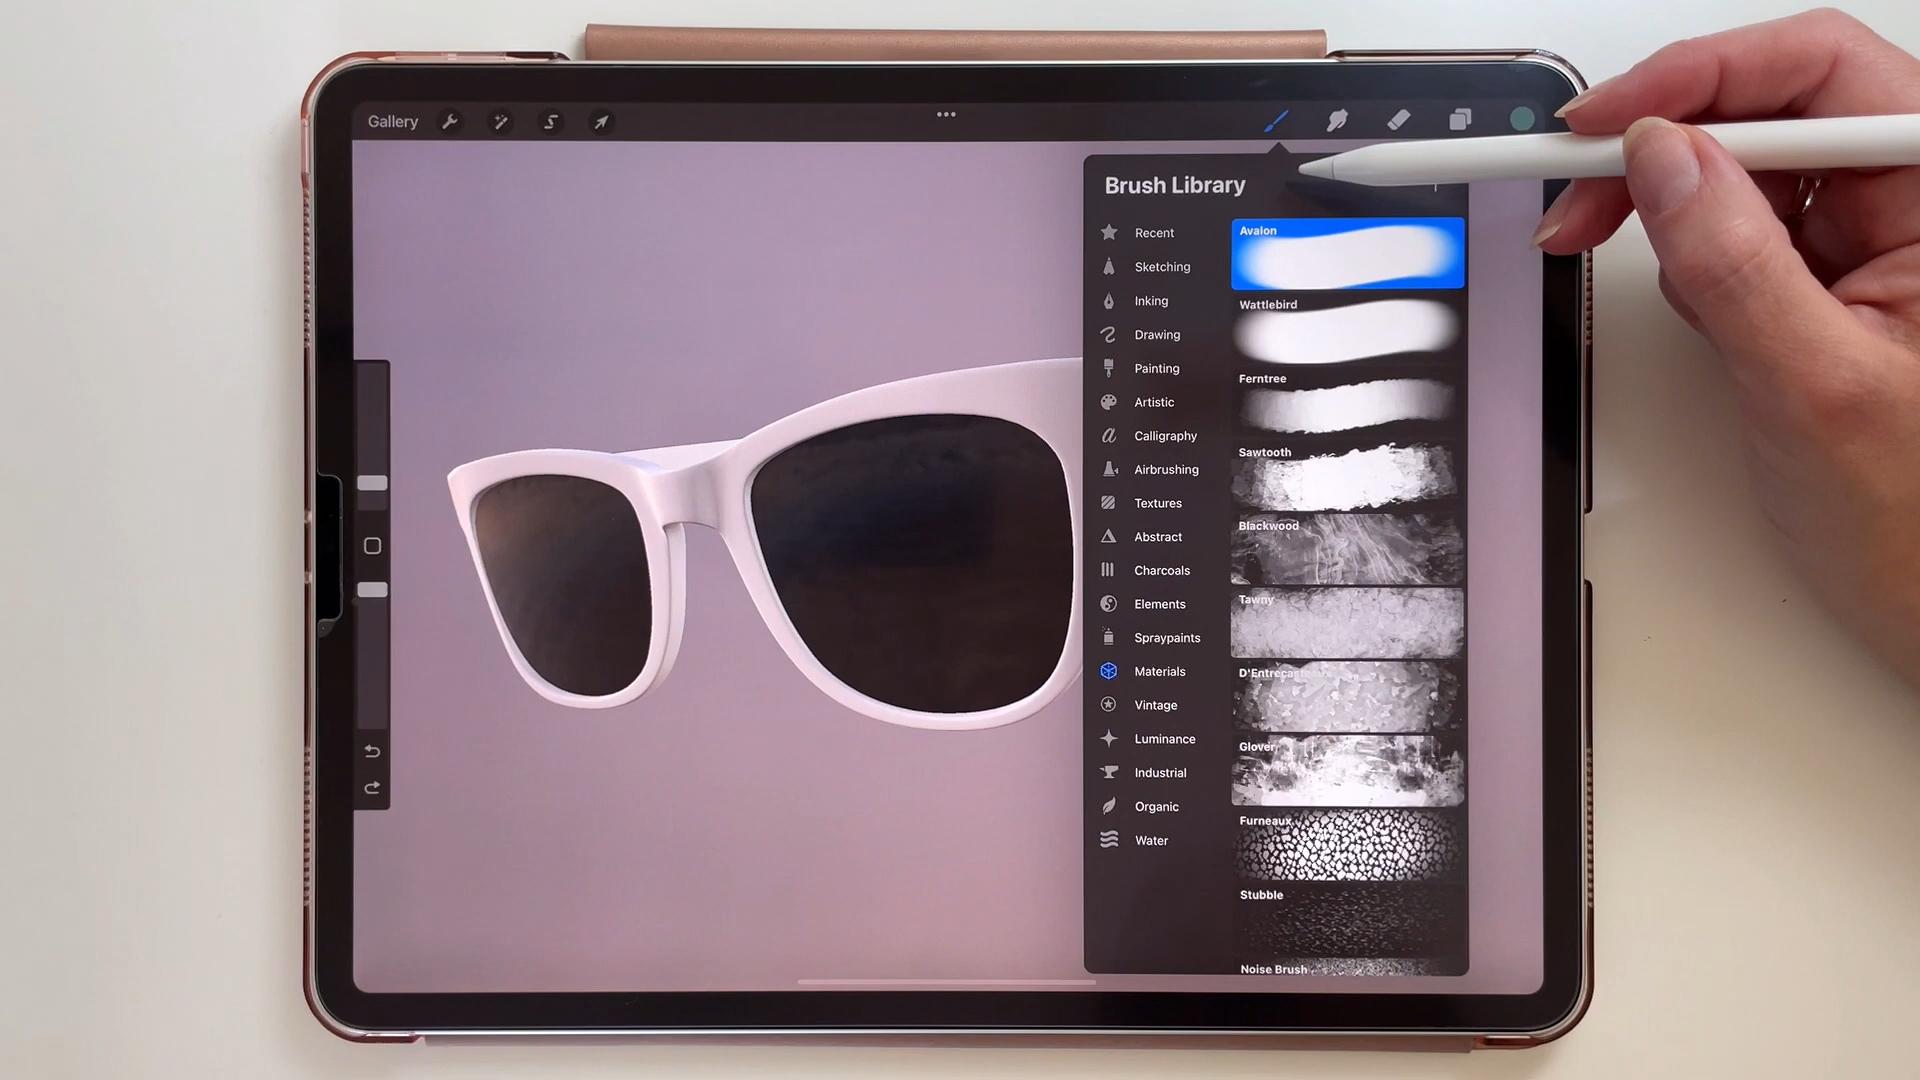 Gallery
Brush Library
Recent
Sketching
Inking
Drawing
Painting
Artistic
Calligraphy
Airbrushing
Textures
Abstract
Charcoals
Elements
Spraypaints
Materials
Vintage
Luminance
Industrial
Organic
Water
Avalon
Wattlebird
Ferntree
Sawtooth
Blackwood
Tawny
D'Entrecasteaux
Glover
Furneaux
Stubble
Noise Brush